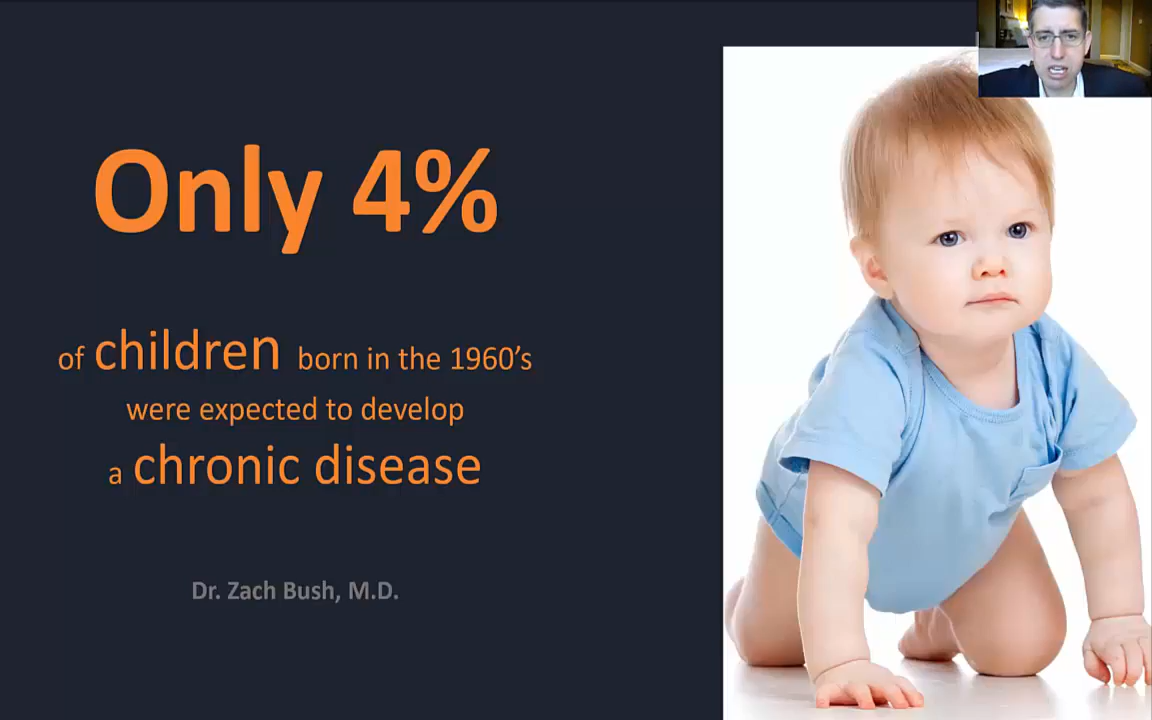 Only 4%
of children born in the 1960’s
were expected to develop
a chronic disease
Dr. Zach Bush, M.D.